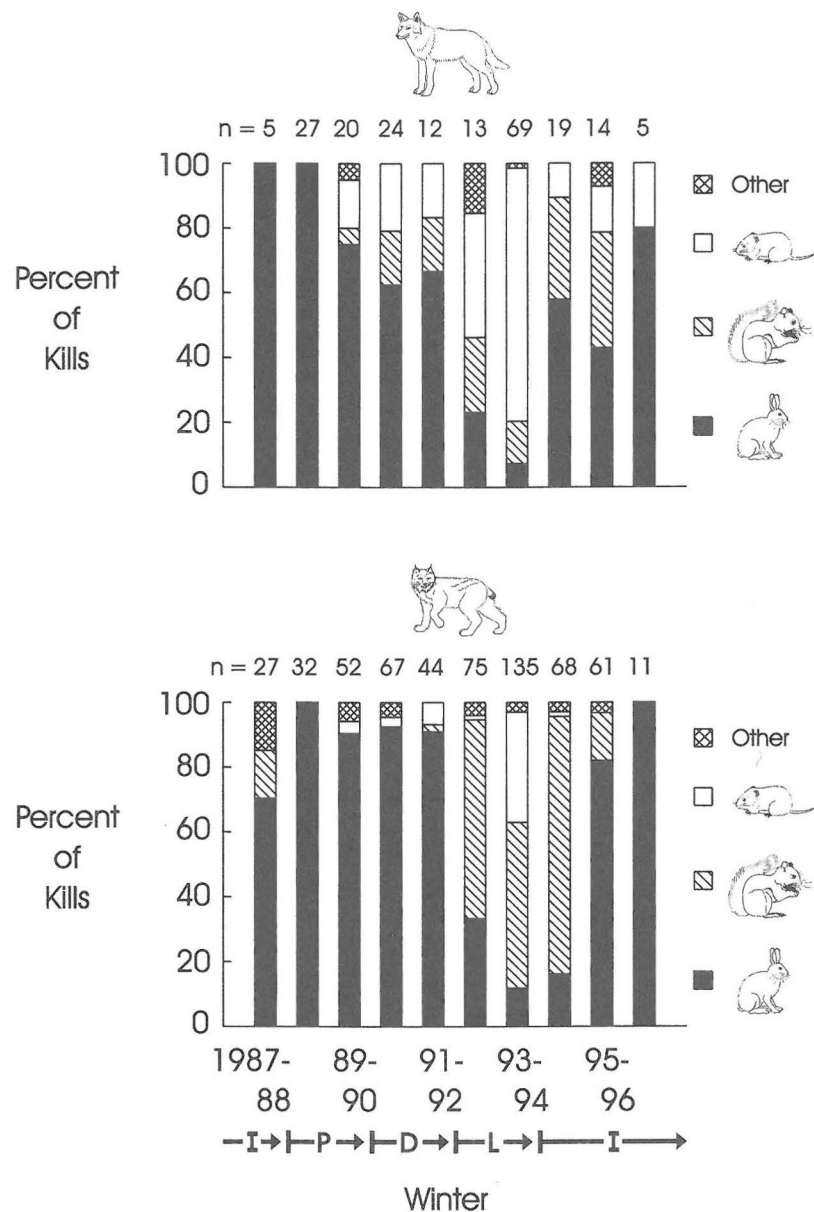 n = 5 27 20 24 12 13 69 19 14 5
100
80
60
40
20
0
Percent
of
Kills
Other
n = 27 32 52 67 44 75 135 68 61 11
100
80
60
40
20
0
Percent
of
Kills
Other
1987- 89- 91- 93- 95-
88 90 92 94 96
I P D L I
Winter